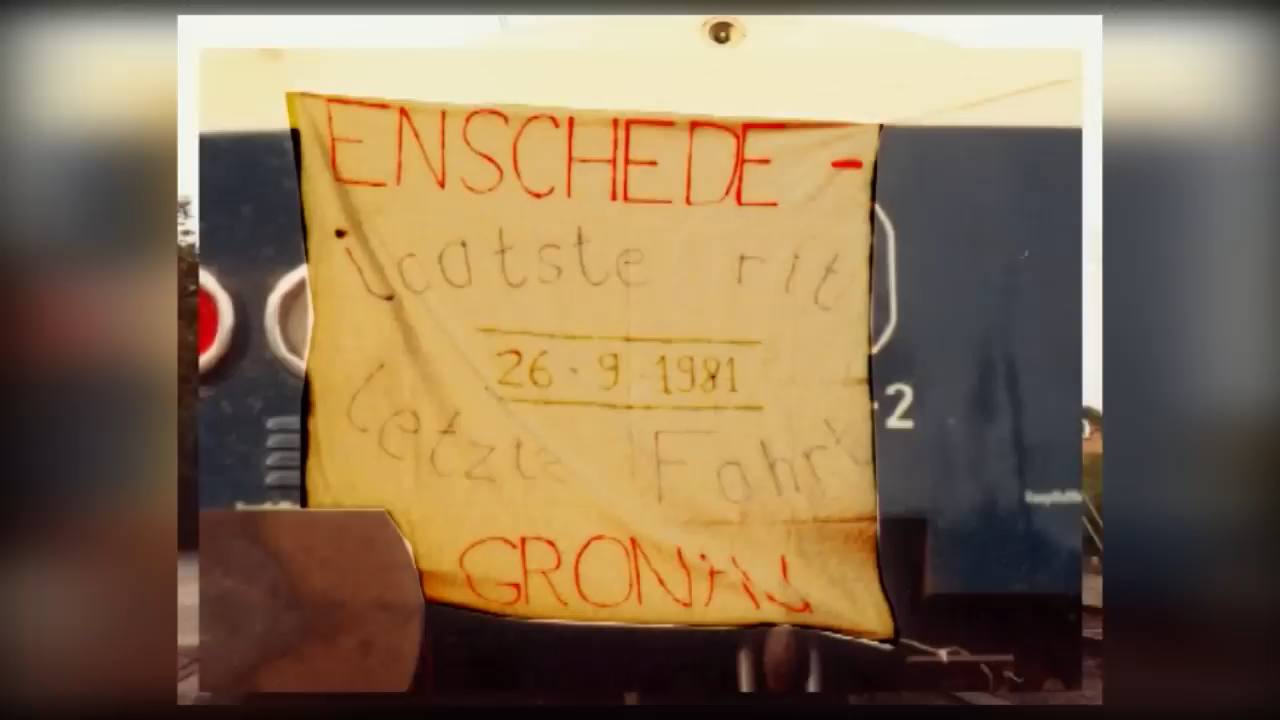 ENSCHEDE -
laatste rit
26 · 9 · 1981
Letzte Fahrt
GRONAU
2